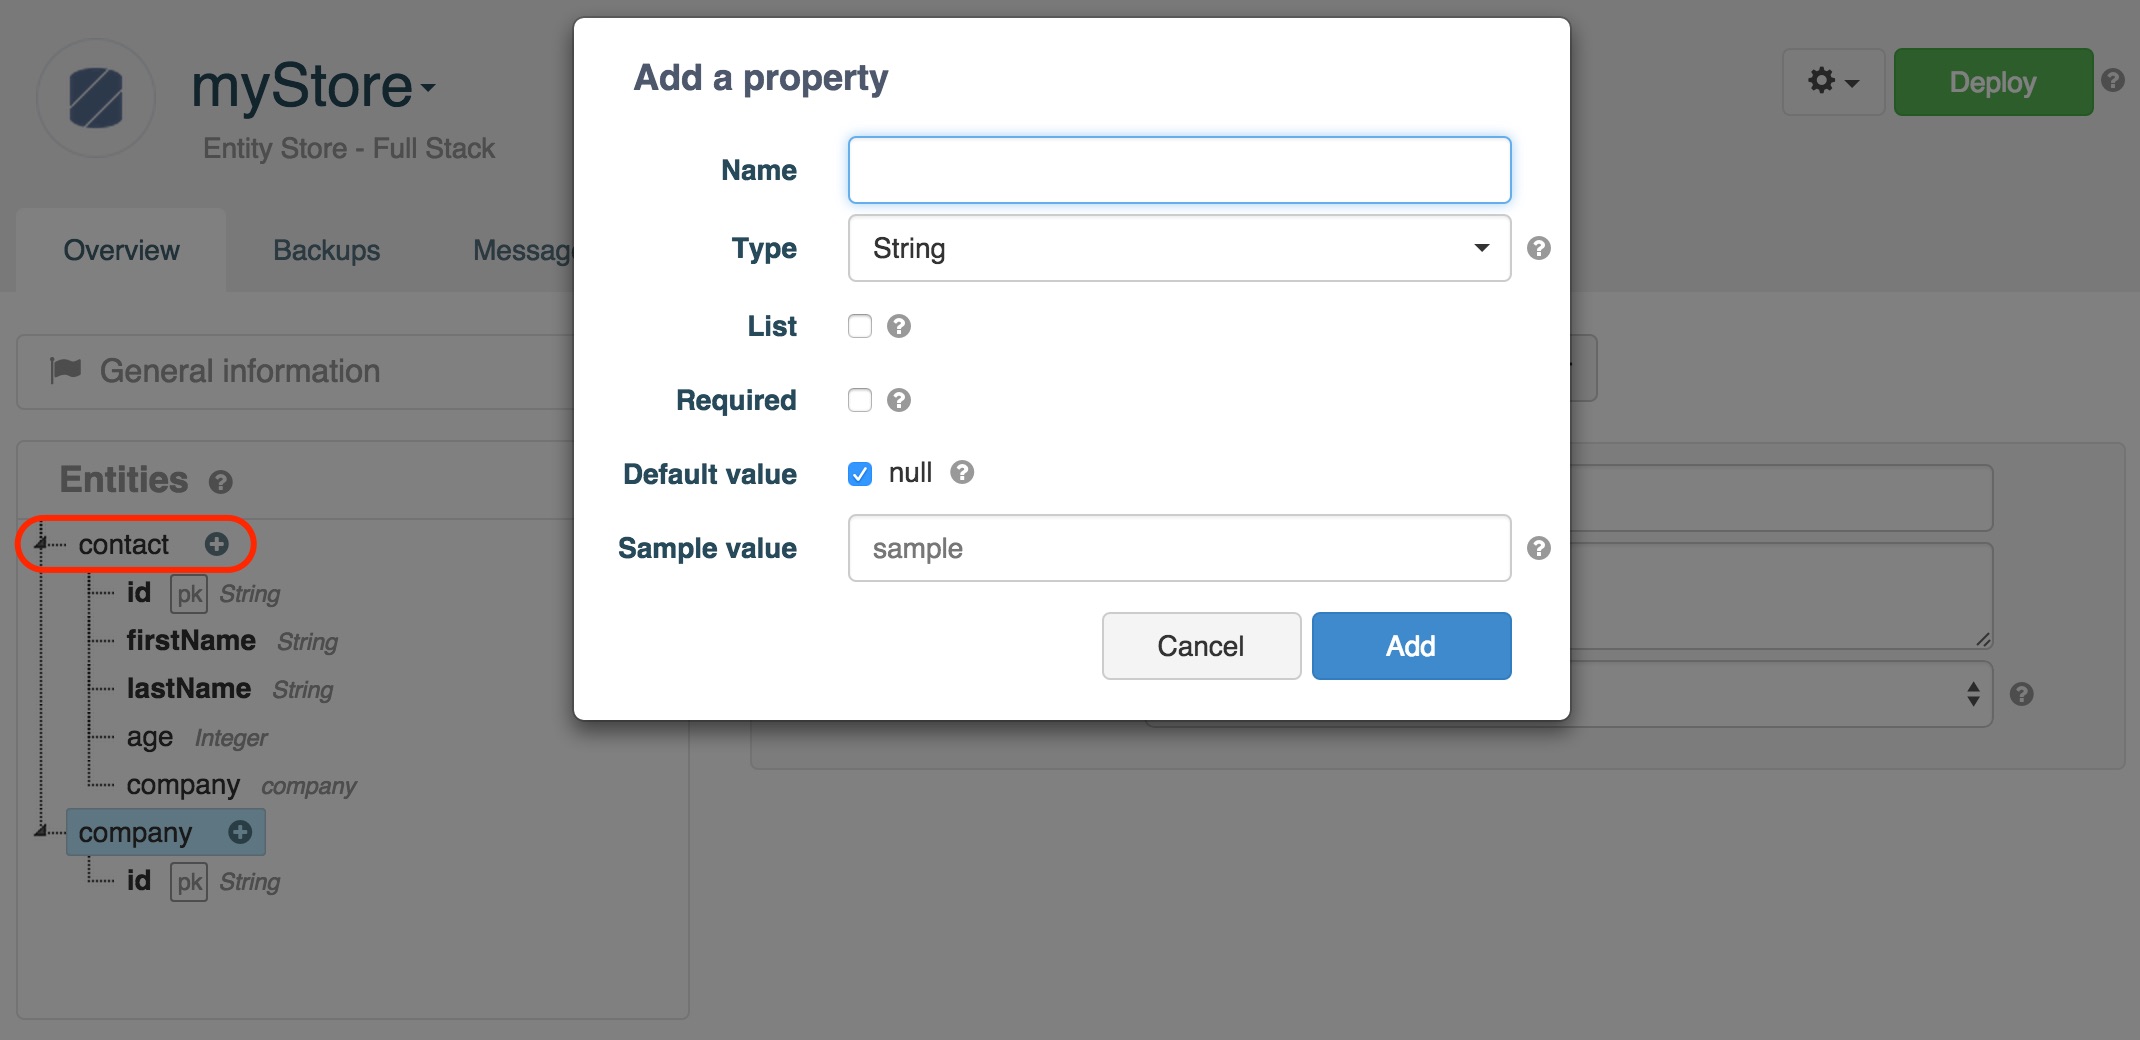 myStore
Entity Store - Full Stack
Deploy
Overview
Backups
Messag
General information
Entities
contact
id pk String
firstName String
lastName String
age Integer
company company
company
id pk String
Add a property
Name
Type String
List
Required
Default value null
Sample value sample
Cancel
Add